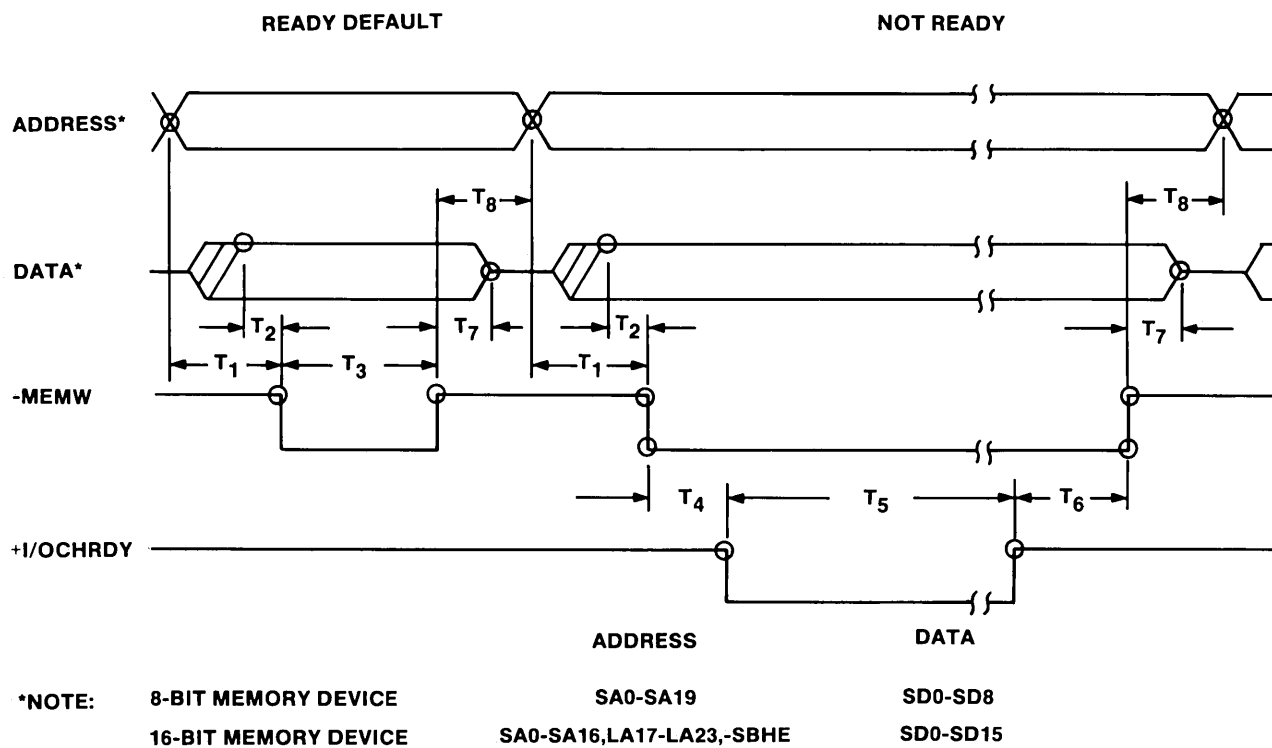 READY DEFAULT NOT READY
ADDRESS*
T8 T8
DATA*
T2 T7 T2 T7
T1 T3 T1
-MEMW
T4 T5 T6
+I/OCHRDY
ADDRESS DATA
*NOTE: 8-BIT MEMORY DEVICE SA0-SA19 SD0-SD8
16-BIT MEMORY DEVICE SA0-SA16,LA17-LA23,-SBHE SD0-SD15